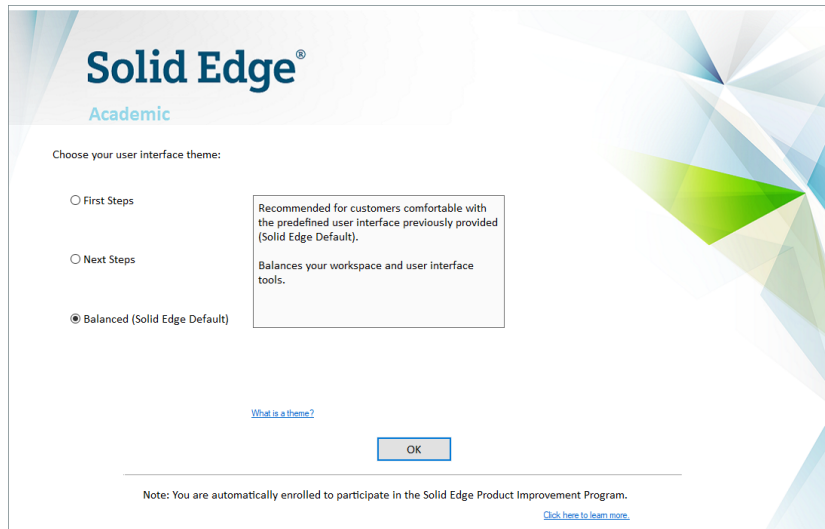 Solid Edge®
Academic
Choose your user interface theme:
First Steps
Recommended for customers comfortable with
the predefined user interface previously provided
(Solid Edge Default).
Balances your workspace and user interface
tools.
Next Steps
Balanced (Solid Edge Default)
What is a theme?
OK
Note: You are automatically enrolled to participate in the Solid Edge Product Improvement Program.
Click here to learn more.